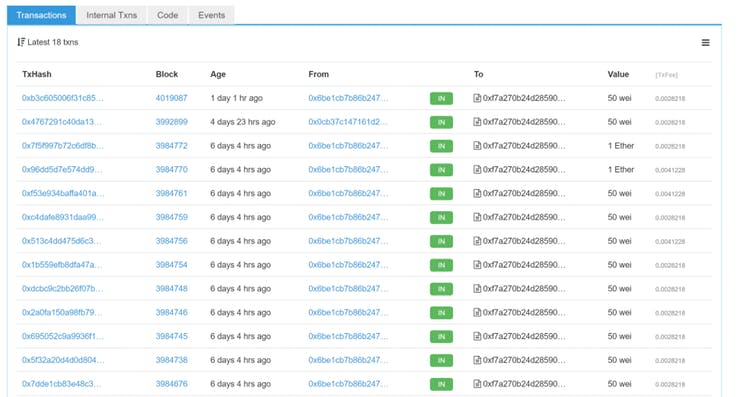 Transactions Internal Txns Code Events
Latest 18 txns
TxHash Block Age From To Value [TxFee]
0xb3c605006f31c85... 4019087 1 day 1 hr ago 0x6be1cb7b86b247... IN 0xf7a270b24d28590... 50 wei 0.0028218
0x4767291c40da13... 3992899 4 days 23 hrs ago 0x0cb37c147161d2... IN 0xf7a270b24d28590... 50 wei 0.0028218
0x7f5f997b72c6df8b... 3984772 6 days 4 hrs ago 0x6be1cb7b86b247... IN 0xf7a270b24d28590... 1 Ether 0.0028218
0x96dd5d7e574dd9... 3984770 6 days 4 hrs ago 0x6be1cb7b86b247... IN 0xf7a270b24d28590... 1 Ether 0.0041228
0xf53e934baffa401a... 3984761 6 days 4 hrs ago 0x6be1cb7b86b247... IN 0xf7a270b24d28590... 50 wei 0.0041228
0xc4dafe8931daa99... 3984759 6 days 4 hrs ago 0x6be1cb7b86b247... IN 0xf7a270b24d28590... 50 wei 0.0028218
0x513c4dd475d6c3... 3984756 6 days 4 hrs ago 0x6be1cb7b86b247... IN 0xf7a270b24d28590... 50 wei 0.0041228
0x1b559efb8dfa47a... 3984754 6 days 4 hrs ago 0x6be1cb7b86b247... IN 0xf7a270b24d28590... 50 wei 0.0028218
0xdcbc9c2bb26f07b... 3984748 6 days 4 hrs ago 0x6be1cb7b86b247... IN 0xf7a270b24d28590... 50 wei 0.0028218
0x2a0fa150a98fb79... 3984746 6 days 4 hrs ago 0x6be1cb7b86b247... IN 0xf7a270b24d28590... 50 wei 0.0028218
0x695052c9a9936f1... 3984745 6 days 4 hrs ago 0x6be1cb7b86b247... IN 0xf7a270b24d28590... 50 wei 0.0028218
0x5f32a20d4d0d804... 3984738 6 days 4 hrs ago 0x6be1cb7b86b247... IN 0xf7a270b24d28590... 50 wei 0.0028218
0x7dde1cb83e48c3... 3984676 6 days 4 hrs ago 0x6be1cb7b86b247... IN 0xf7a270b24d28590... 50 wei 0.0028218